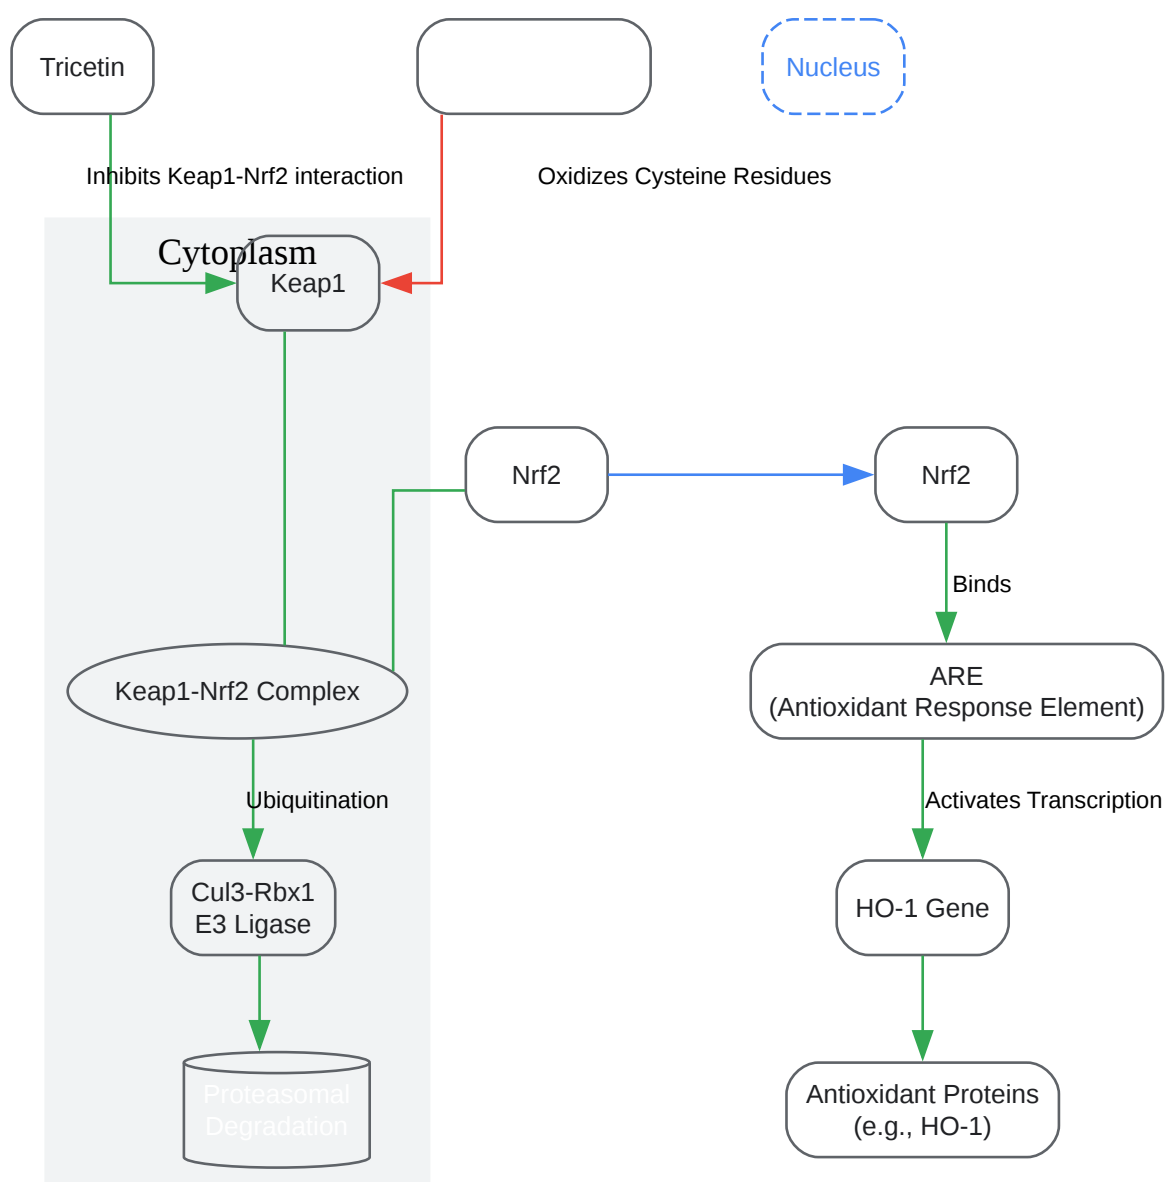 Tricetin
Nucleus
Inhibits Keap1-Nrf2 interaction
Oxidizes Cysteine Residues
Cytoplasm
Keap1
Nrf2
Nrf2
Binds
Keap1-Nrf2 Complex
ARE
(Antioxidant Response Element)
Ubiquitination
Activates Transcription
Cul3-Rbx1
E3 Ligase
HO-1 Gene
Proteasomal
Degradation
Antioxidant Proteins
(e.g., HO-1)